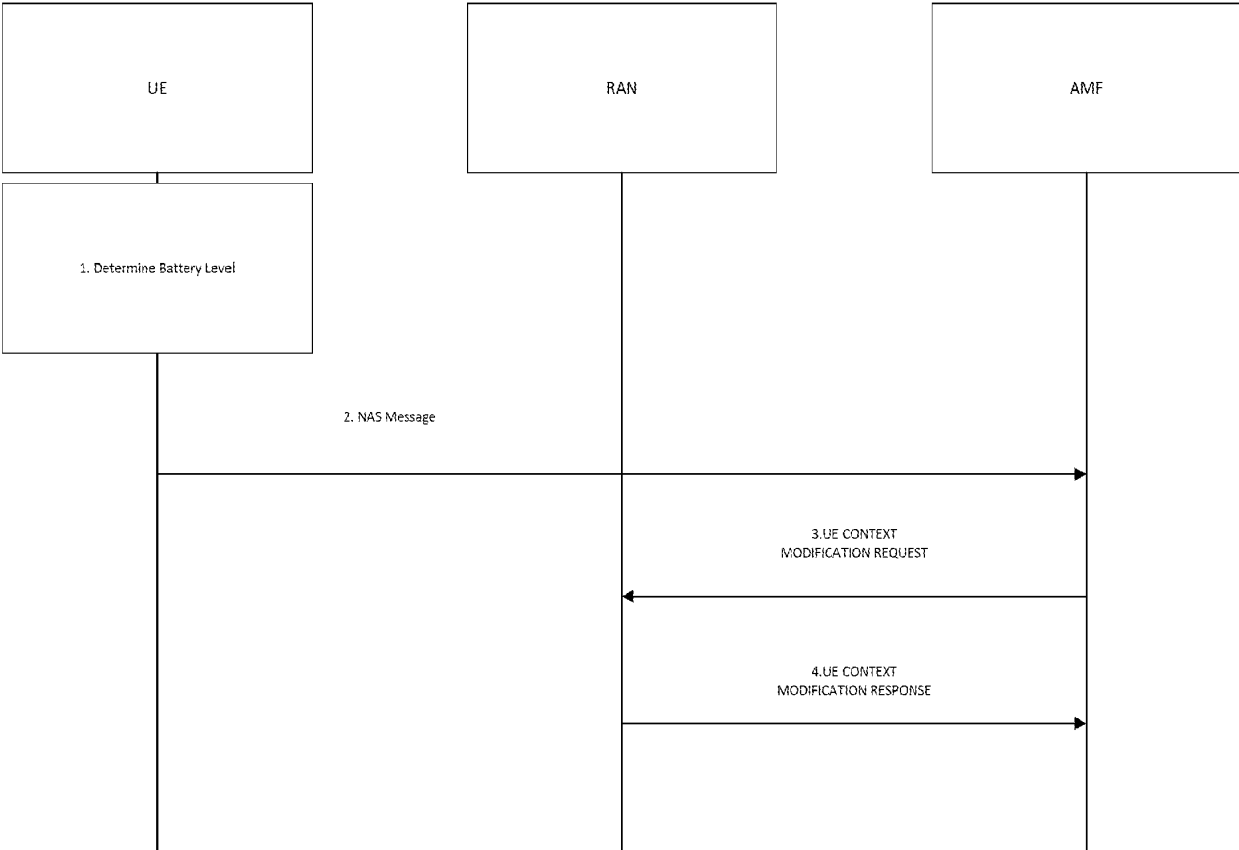 UE
RAN
AMF
1. Determine Battery Level
2. NAS Message
3.UE CONTEXT
MODIFICATION REQUEST
4.UE CONTEXT
MODIFICATION RESPONSE